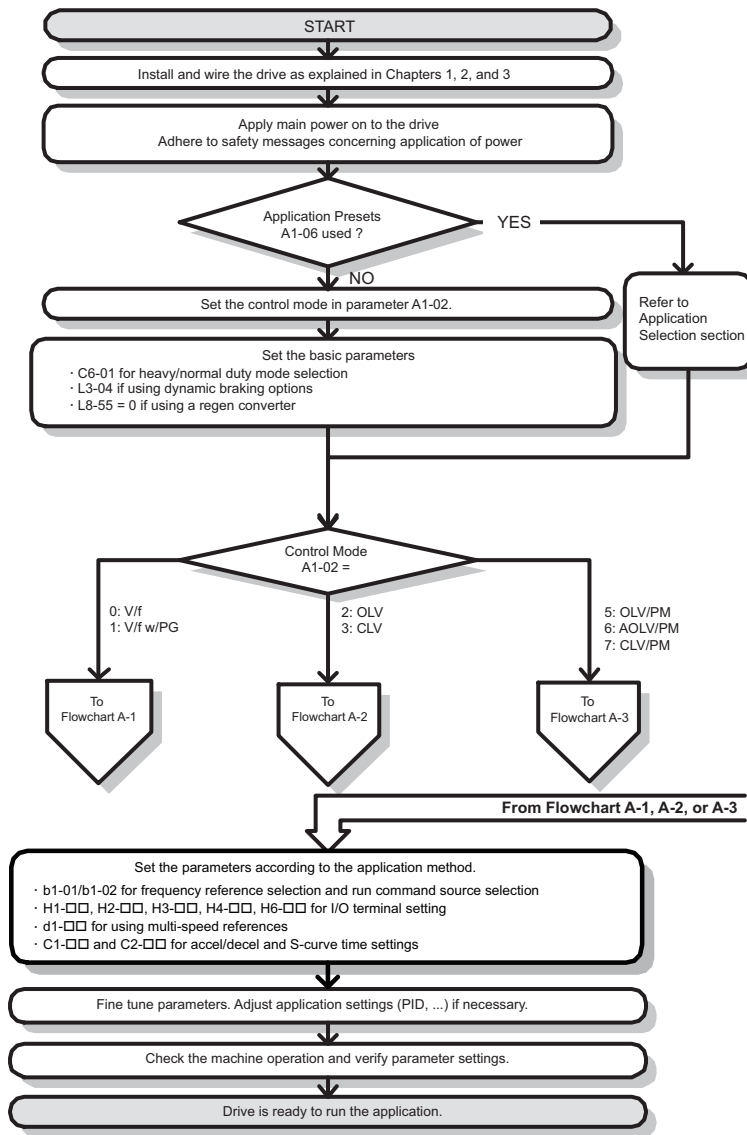 START
Install and wire the drive as explained in Chapters 1, 2, and 3
Apply main power on to the drive
Adhere to safety messages concerning application of power
Application Presets
A1-06 used ?
YES
NO
Set the control mode in parameter A1-02.
Refer to
Application
Selection section
Set the basic parameters
· C6-01 for heavy/normal duty mode selection
· L3-04 if using dynamic braking options
· L8-55 = 0 if using a regen converter
Control Mode
A1-02 =
0: V/f
1: V/f w/PG
2: OLV
3: CLV
5: OLV/PM
6: AOLV/PM
7: CLV/PM
To
Flowchart A-1
To
Flowchart A-2
To
Flowchart A-3
From Flowchart A-1, A-2, or A-3
Set the parameters according to the application method.
· b1-01/b1-02 for frequency reference selection and run command source selection
· H1-□□, H2-□□, H3-□□, H4-□□, H6-□□ for I/O terminal setting
· d1-□□ for using multi-speed references
· C1-□□ and C2-□□ for accel/decel and S-curve time settings
Fine tune parameters. Adjust application settings (PID, ...) if necessary.
Check the machine operation and verify parameter settings.
Drive is ready to run the application.